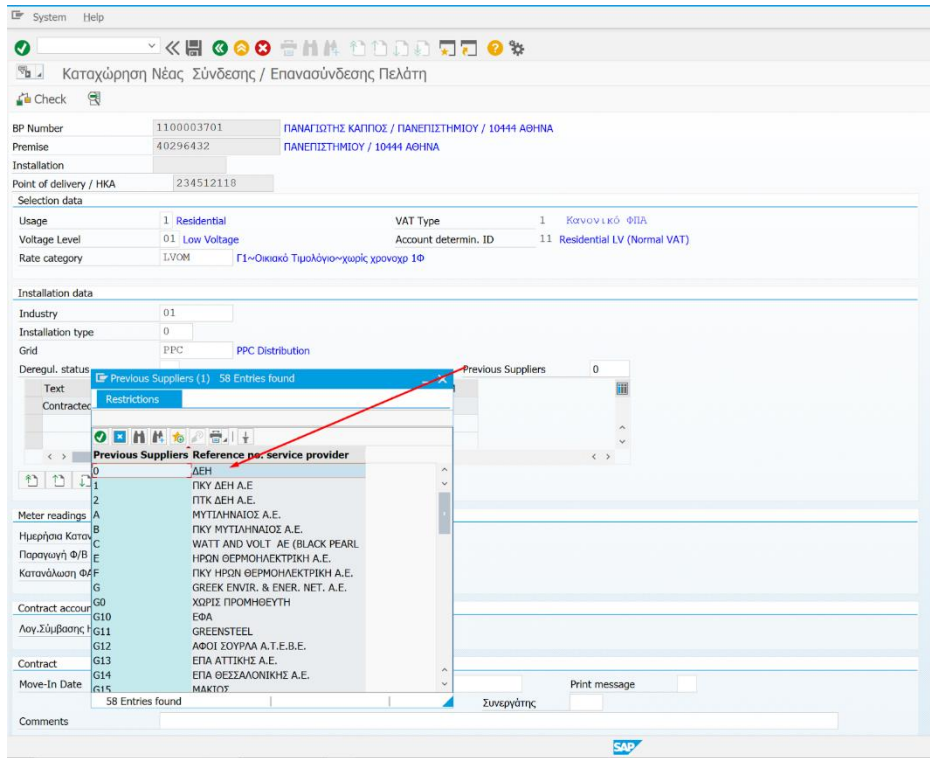 System Help
Καταχώρηση Νέας Σύνδεσης / Επανασύνδεσης Πελάτη
Check
BP Number 1100003701 ΠΑΝΑΓΙΩΤΗΣ ΚΑΠΠΟΣ / ΠΑΝΕΠΙΣΤΗΜΙΟΥ / 10444 ΑΘΗΝΑ
Premise 40296432 ΠΑΝΕΠΙΣΤΗΜΙΟΥ / 10444 ΑΘΗΝΑ
Installation
Point of delivery / ΗΚΑ 234512118
Selection data
Usage 1 Residential VAT Type 1 Κανονικό ΦΠΑ
Voltage Level 01 Low Voltage Account determin. ID 11 Residential LV (Normal VAT)
Rate category LVOM Γ1~Οικιακό Τιμολόγιο~χωρίς χρονοχρ 1Φ
Installation data
Industry 01
Installation type 0
Grid PPC PPC Distribution
Deregul. status Previous Suppliers 0
Text
Contracted
Previous Suppliers (1) 58 Entries found
Restrictions
Previous Suppliers Reference no. service provider
0 ΔΕΗ
1 ΠΚΥ ΔΕΗ Α.Ε
2 ΠΤΚ ΔΕΗ Α.Ε.
A ΜΥΤΙΛΗΝΑΙΟΣ Α.Ε.
B ΠΚΥ ΜΥΤΙΛΗΝΑΙΟΣ Α.Ε.
C WATT AND VOLT AE (BLACK PEARL
E ΗΡΩΝ ΘΕΡΜΟΗΛΕΚΤΡΙΚΗ Α.Ε.
F ΠΚΥ ΗΡΩΝ ΘΕΡΜΟΗΛΕΚΤΡΙΚΗ Α.Ε.
G GREEK ENVIR. & ENER. NET. A.E.
G0 ΧΩΡΙΣ ΠΡΟΜΗΘΕΥΤΗ
G10 ΕΦΑ
G11 GREENSTEEL
G12 ΑΦΟΙ ΣΟΥΡΛΑ Α.Τ.Ε.Β.Ε.
G13 ΕΠΑ ΑΤΤΙΚΗΣ Α.Ε.
G14 ΕΠΑ ΘΕΣΣΑΛΟΝΙΚΗΣ Α.Ε.
G15 ΜΑΚΙΟΣ
58 Entries found
Meter readings
Ημερήσια Καταν
Παραγωγή Φ/Β
Κατανάλωση ΦΑ
Contract accoun
Λογ.Σύμβασης
Contract
Move-In Date Print message
Συνεργάτης
Comments
SAP